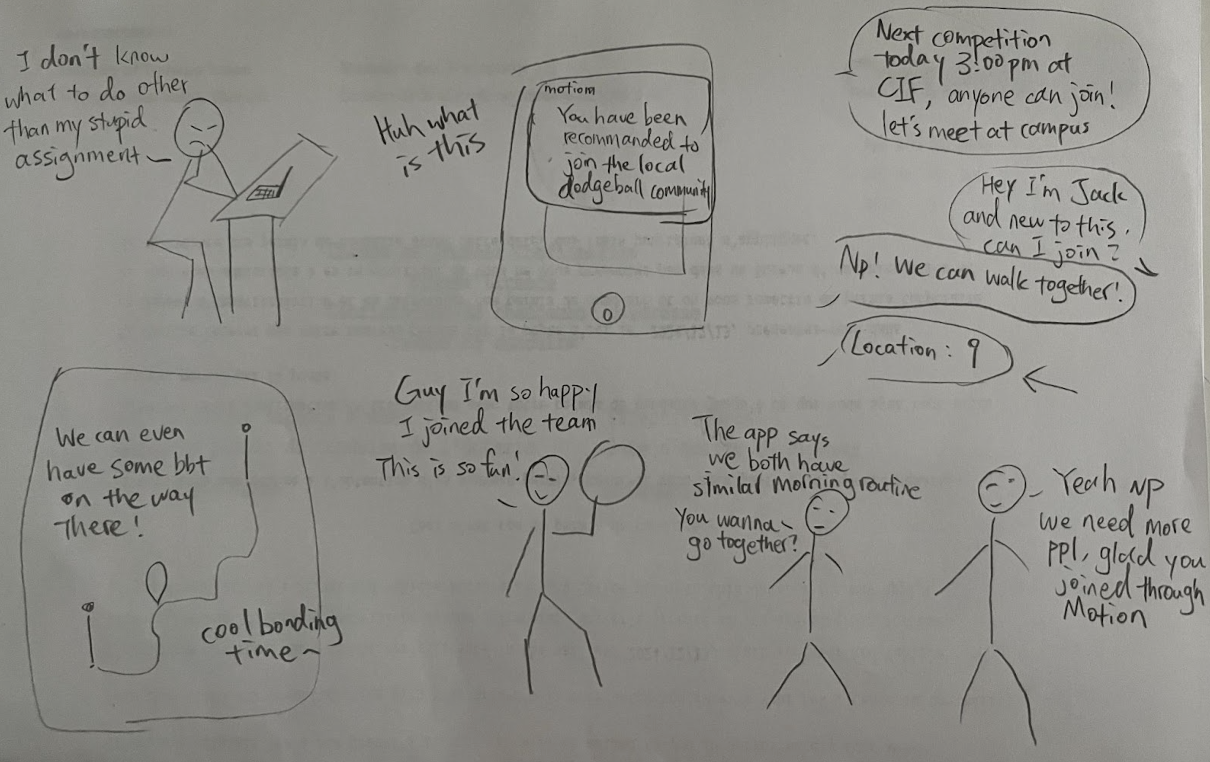 I don't know
what to do other
than my stupid
assignment
Huh what
is this
motion
You have been
recommanded to
join the local
dodgeball community
Next competition
today 3:00pm at
CIF, anyone can join!
let's meet at campus
Hey I'm Jack
and new to this.
can I join?
Np! We can walk together!
Location:
We can even
have some bbt
on the way
There!
cool bonding
time~
Guy I'm so happy
I joined the team
This is so fun!
The app says
we both have
similar morning routine
You wanna
go together?
Yeah NP
we need more
ppl, glad you
joined through
Motion